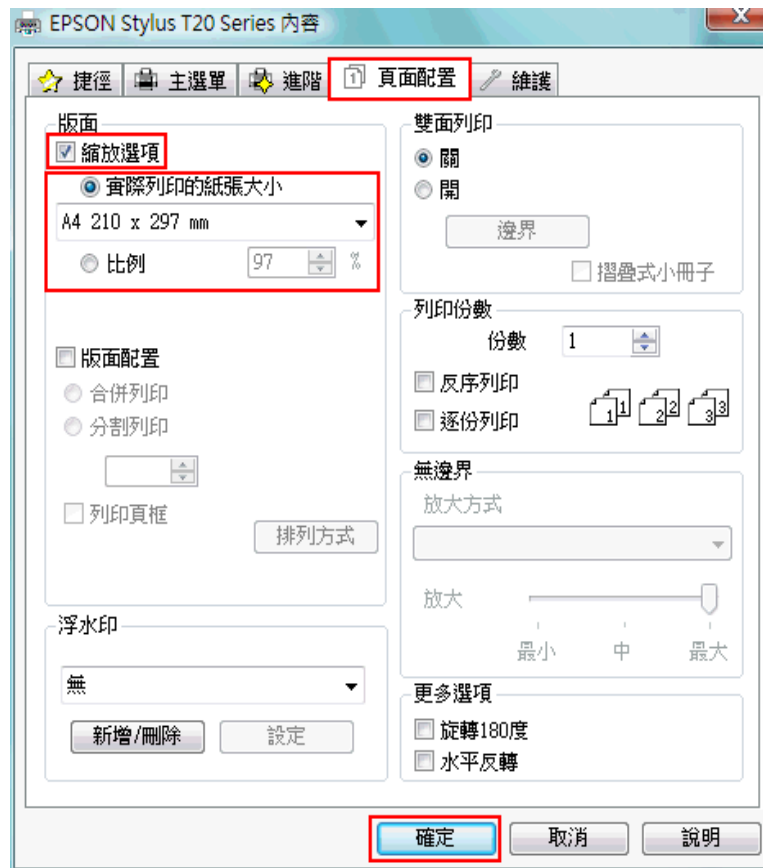 EPSON Stylus T20 Series 內容
X
捷徑 主選單 進階 1 頁面配置 維護
版面
縮放選項
實際列印的紙張大小
A4 210 x 297 mm
比例 97 %
版面配置
合併列印
分割列印
列印頁框
排列方式
浮水印
無
新增/刪除 設定
雙面列印
關
開
邊界
摺疊式小冊子
列印份數
份數 1
反序列印
逐份列印
1 1 2 2 3 3
無邊界
放大方式
放大
最小 中 最大
更多選項
旋轉180度
水平反轉
確定 取消 說明